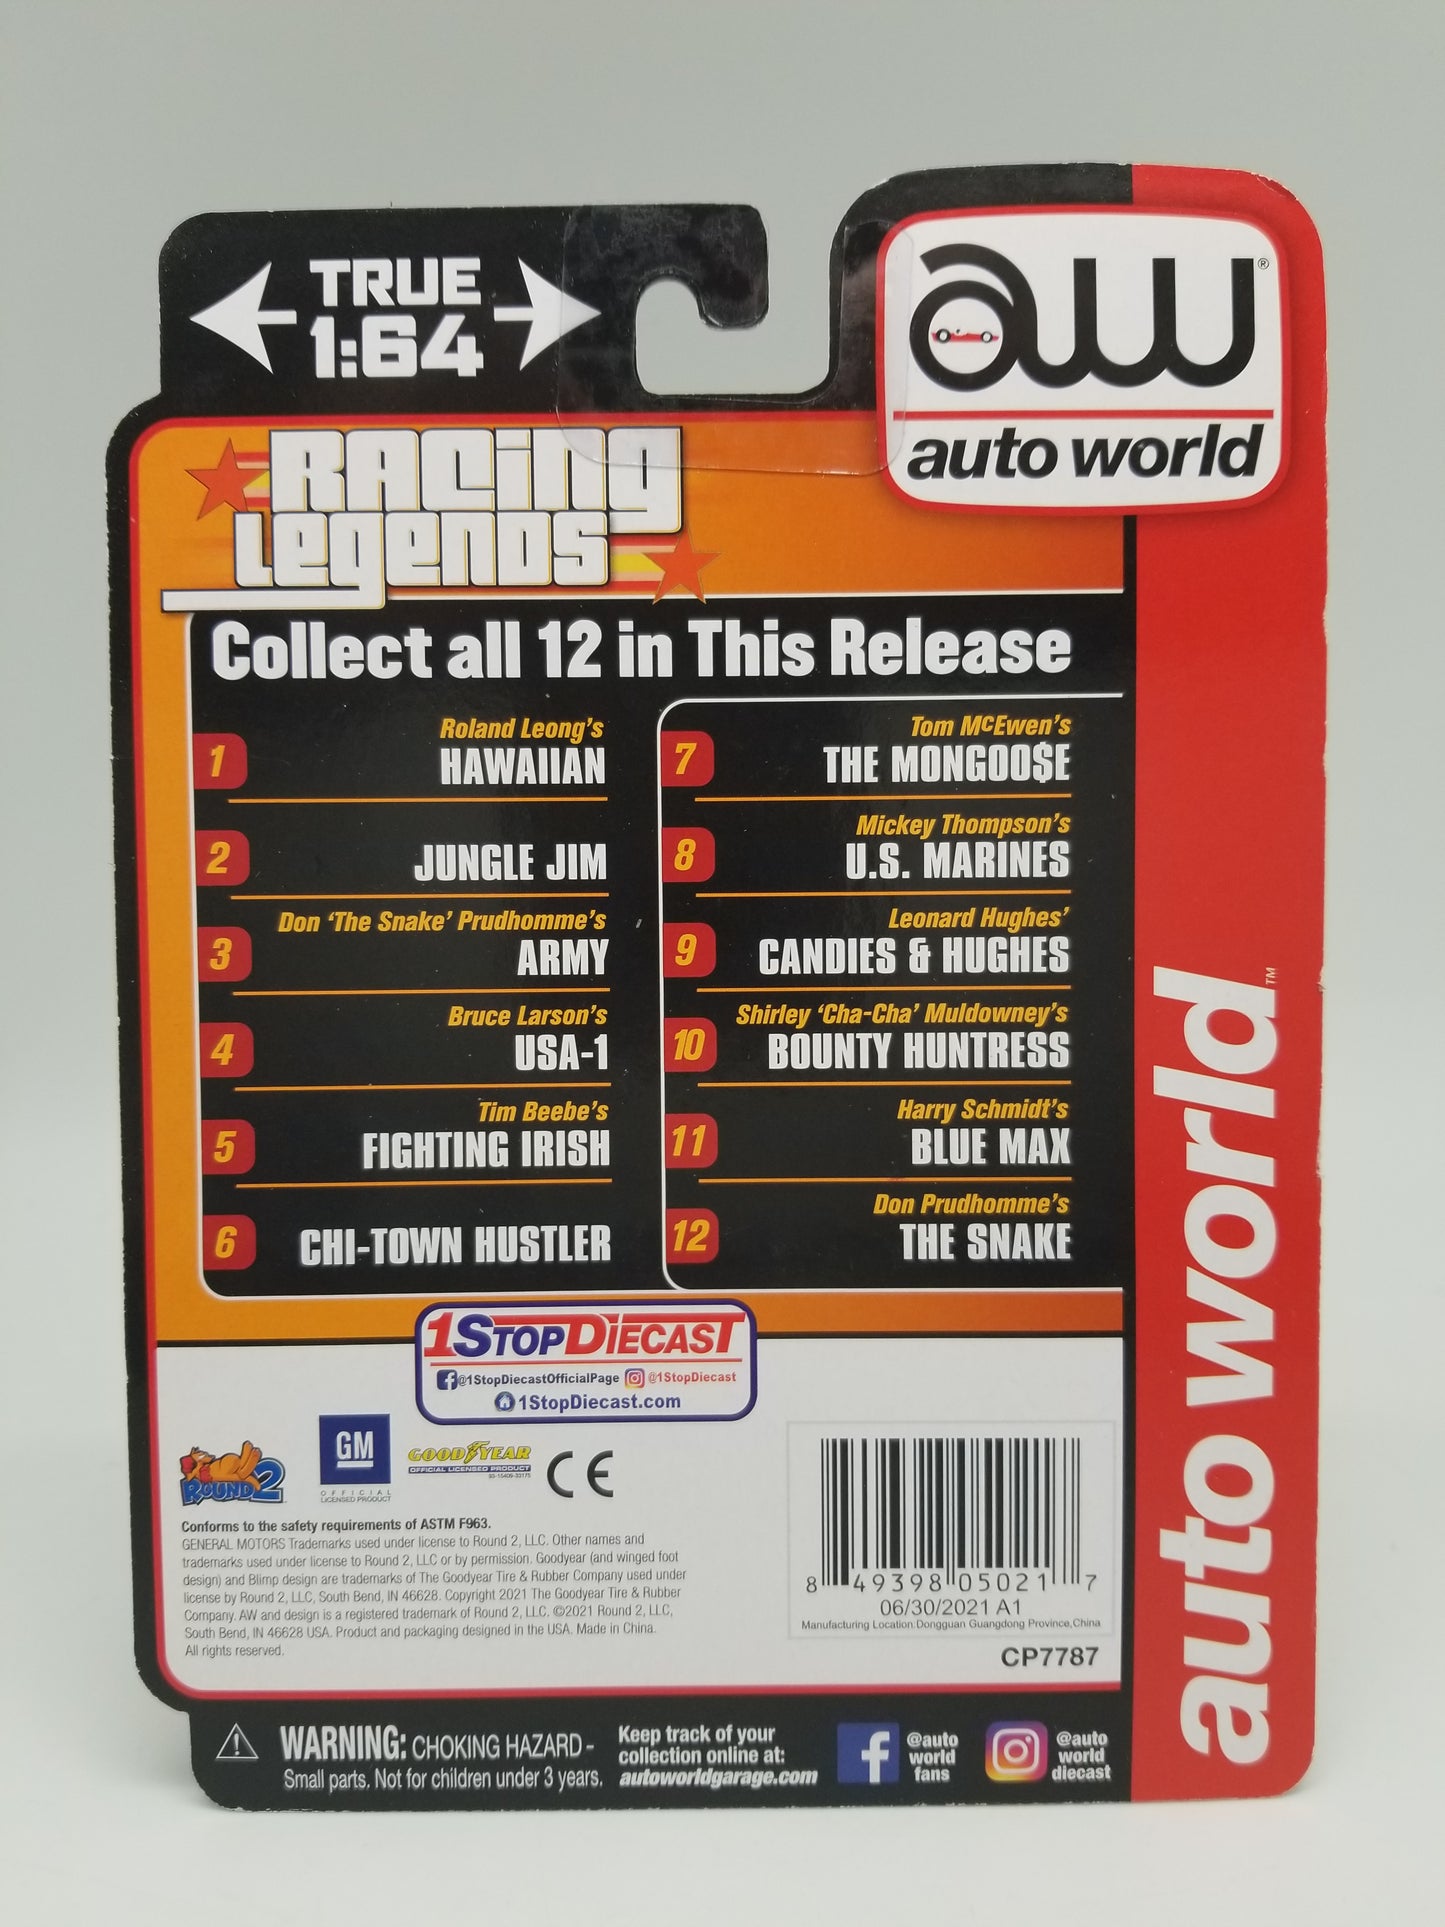 TRUE
1:64
aw®
auto world
RACING
LEGENDS
Collect all 12 in This Release
1
Roland Leong's
HAWAIIAN
2
JUNGLE JIM
3
Don 'The Snake' Prudhomme's
ARMY
4
Bruce Larson's
USA-1
5
Tim Beebe's
FIGHTING IRISH
6
CHI-TOWN HUSTLER
7
Tom McEwen's
THE MONGOO$E
8
Mickey Thompson's
U.S. MARINES
9
Leonard Hughes'
CANDIES & HUGHES
10
Shirley 'Cha-Cha' Muldowney's
BOUNTY HUNTRESS
11
Harry Schmidt's
BLUE MAX
12
Don Prudhomme's
THE SNAKE
auto world™
1STOPDIECAST
@1StopDiecastOfficialPage @1StopDiecast
1StopDiecast.com
ROUND 2
GM
OFFICIAL
LICENSED PRODUCT
GOODYEAR
OFFICIAL LICENSED PRODUCT
CE
Conforms to the safety requirements of ASTM F963.
GENERAL MOTORS Trademarks used under license to Round 2, LLC. Other names and
trademarks used under license to Round 2, LLC or by permission. Goodyear (and winged foot
design) and Blimp design are trademarks of The Goodyear Tire & Rubber Company used under
license by Round 2, LLC, South Bend, IN 46628. Copyright 2021 The Goodyear Tire & Rubber
Company. AW and design is a registered trademark of Round 2, LLC. ©2021 Round 2, LLC,
South Bend, IN 46628 USA. Product and packaging designed in the USA. Made in China.
All rights reserved.
8 49398 05021 7
06/30/2021 A1
Manufacturing Location:Dongguan Guangdong Province,China
CP7787
WARNING: CHOKING HAZARD -
Small parts. Not for children under 3 years.
Keep track of your
collection online at:
autoworldgarage.com
f
@auto
world
fans
@auto
world
diecast